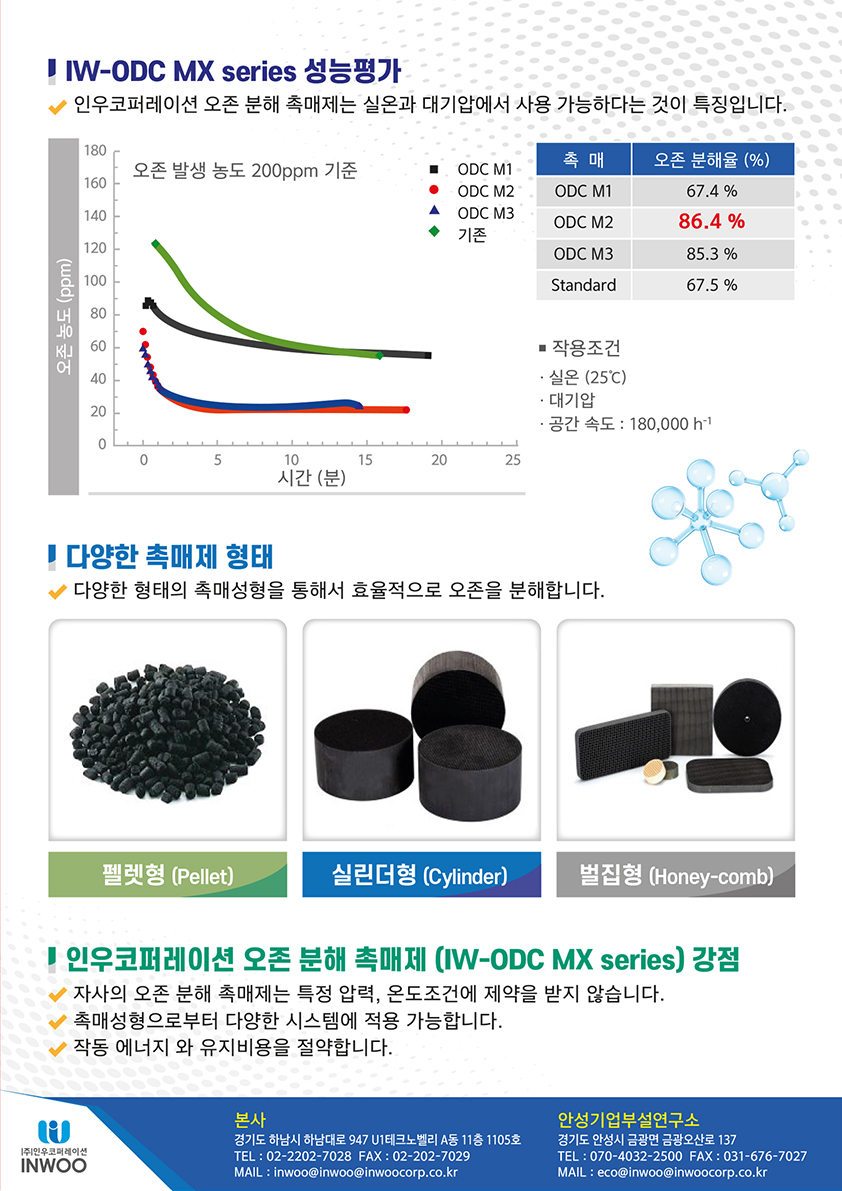 IW-ODC MX series 성능평가
인우코퍼레이션 오존 분해 촉매제는 실온과 대기압에서 사용 가능하다는 것이 특징입니다.
오존 농도 (ppm)
180
160
140
120
100
80
60
40
20
0
오존 발생 농도 200ppm 기준
ODC M1
ODC M2
ODC M3
기존
0 5 10 15 20 25
시간 (분)
촉 매 오존 분해율 (%)
ODC M1 67.4 %
ODC M2 86.4 %
ODC M3 85.3 %
Standard 67.5 %
작용조건
· 실온 (25℃)
· 대기압
· 공간 속도 : 180,000 h⁻¹
다양한 촉매제 형태
다양한 형태의 촉매성형을 통해서 효율적으로 오존을 분해합니다.
펠렛형 (Pellet)
실린더형 (Cylinder)
벌집형 (Honey-comb)
인우코퍼레이션 오존 분해 촉매제 (IW-ODC MX series) 강점
자사의 오존 분해 촉매제는 특정 압력, 온도조건에 제약을 받지 않습니다.
촉매성형으로부터 다양한 시스템에 적용 가능합니다.
작동 에너지 와 유지비용을 절약합니다.
(주)인우코퍼레이션
INWOO
본사
경기도 하남시 하남대로 947 U1테크노벨리 A동 11층 1105호
TEL : 02-2202-7028 FAX : 02-202-7029
MAIL : inwoo@inwoo@inwoocorp.co.kr
안성기업부설연구소
경기도 안성시 금광면 금광오산로 137
TEL : 070-4032-2500 FAX : 031-676-7027
MAIL : eco@inwoo@inwoocorp.co.kr